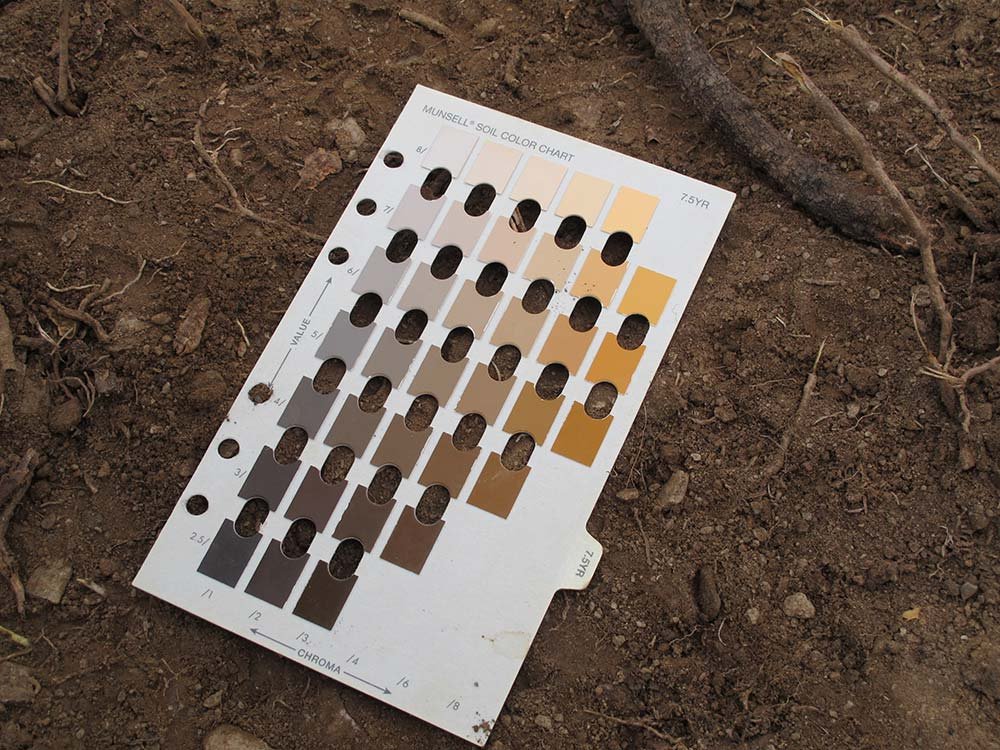 MUNSELL® SOIL COLOR CHART
7.5YR
8/
7/
6/
5/
4/
3/
2.5/
VALUE
/1
/2
/3
/4
/6
/8
CHROMA
7.5YR